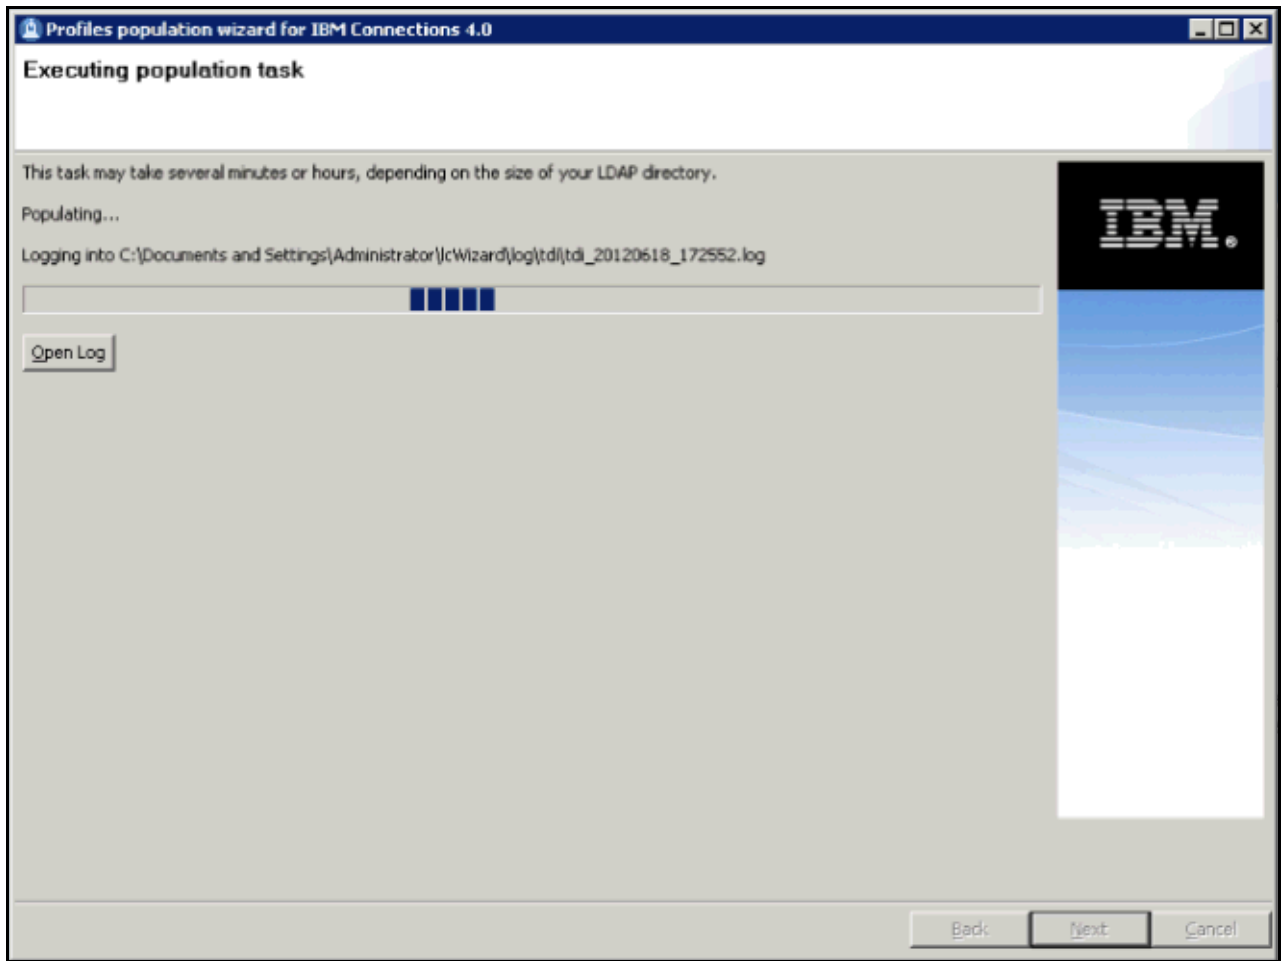 Profiles population wizard for IBM Connections 4.0
Executing population task
This task may take several minutes or hours, depending on the size of your LDAP directory.
Populating...
Logging into C:\Documents and Settings\Administrator\lcWizard\log\tdi\tdi_20120618_172552.log
IBM.
Open Log
Back
Next
Cancel